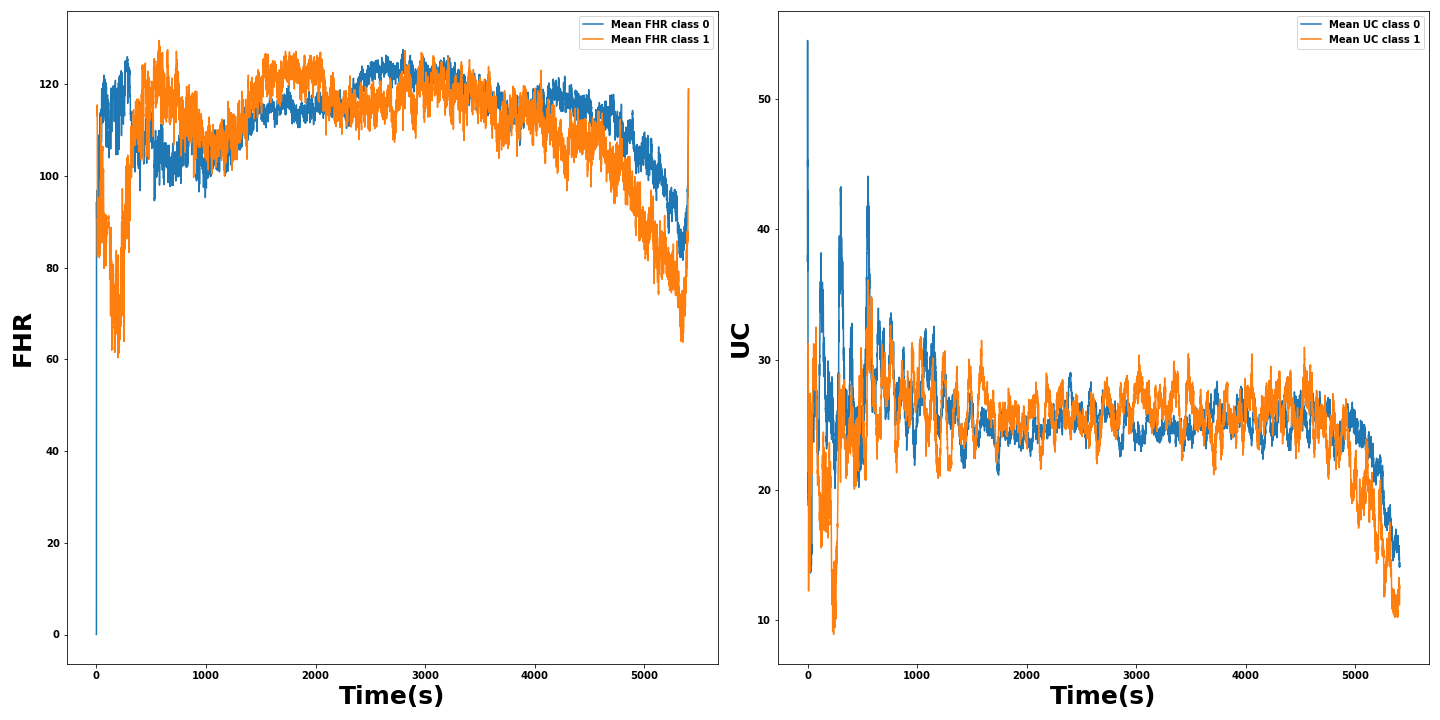 Mean FHR class 0
Mean FHR class 1
120
100
80
60
40
20
0
FHR
0 1000 2000 3000 4000 5000
Time(s)
Mean UC class 0
Mean UC class 1
50
40
30
20
10
UC
0 1000 2000 3000 4000 5000
Time(s)